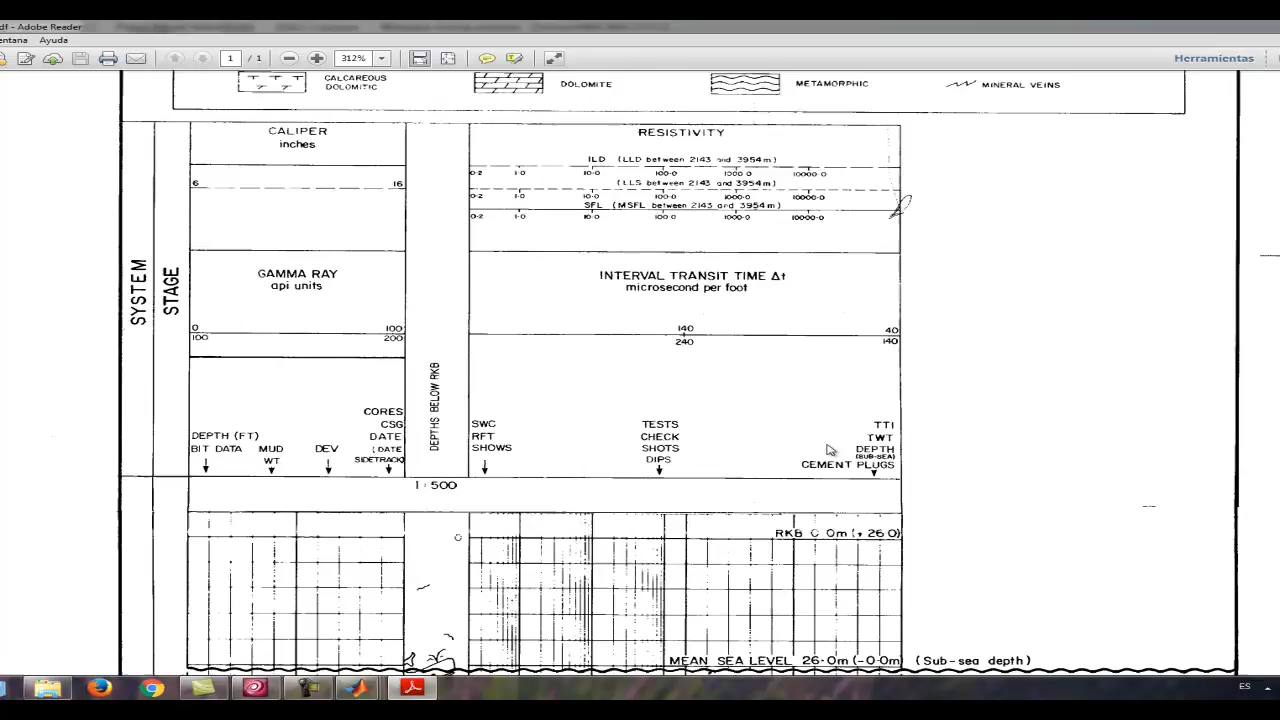 df - Adobe Reader
entana Ayuda
1 / 1
312%
Herramientas
CALCAREOUS
DOLOMITIC
DOLOMITE
METAMORPHIC
MINERAL VEINS
CALIPER
inches
6 16
RESISTIVITY
ILD (LLD between 2143 and 3954m)
0·2 1·0 10·0 100·0 1000·0 10000·0
(LLS between 2143 and 3954m)
0·2 1·0 10·0 100·0 1000·0 10000·0
SFL (MSFL between 2143 and 3954m)
0·2 1·0 10·0 100·0 1000·0 10000·0
SYSTEM
STAGE
GAMMA RAY
api units
0 100
100 200
INTERVAL TRANSIT TIME Δt
microsecond per foot
140 40
240 140
DEPTHS BELOW RKB
DEPTH (FT)
BIT DATA
MUD
WT
DEV
CORES
CSG
DATE
(DATE
SIDETRACK)
SWC
RFT
SHOWS
TESTS
CHECK
SHOTS
DIPS
TTI
TWT
DEPTH
(SUB-SEA)
CEMENT PLUGS
1:500
0
RKB 0·0m (+26·0)
MEAN SEA LEVEL 26·0m (-0·0m) (Sub-sea depth)
ES